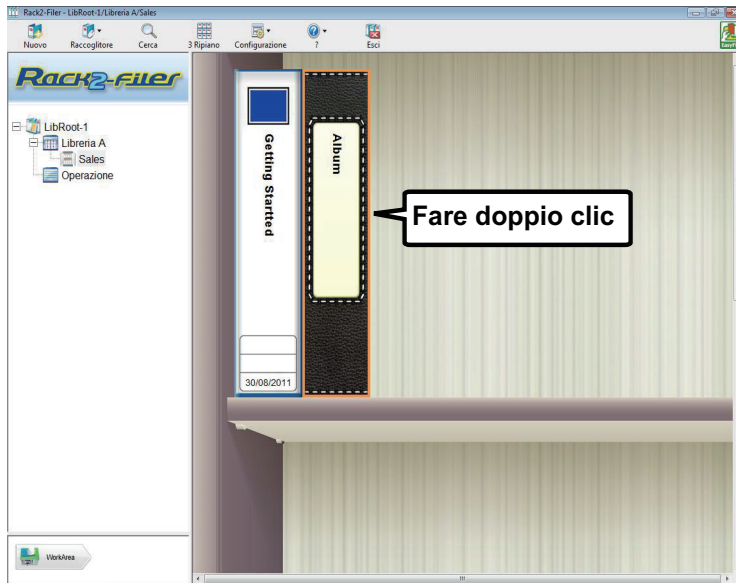 Rack2-Filer - LibRoot-1/Libreria A/Sales
Nuovo
Raccoglitore
Cerca
3 Ripiano
Configurazione
?
Esci
Rack2-Filer
LibRoot-1
Libreria A
Sales
Operazione
Getting Startted
30/08/2011
Album
Fare doppio clic
WorkArea